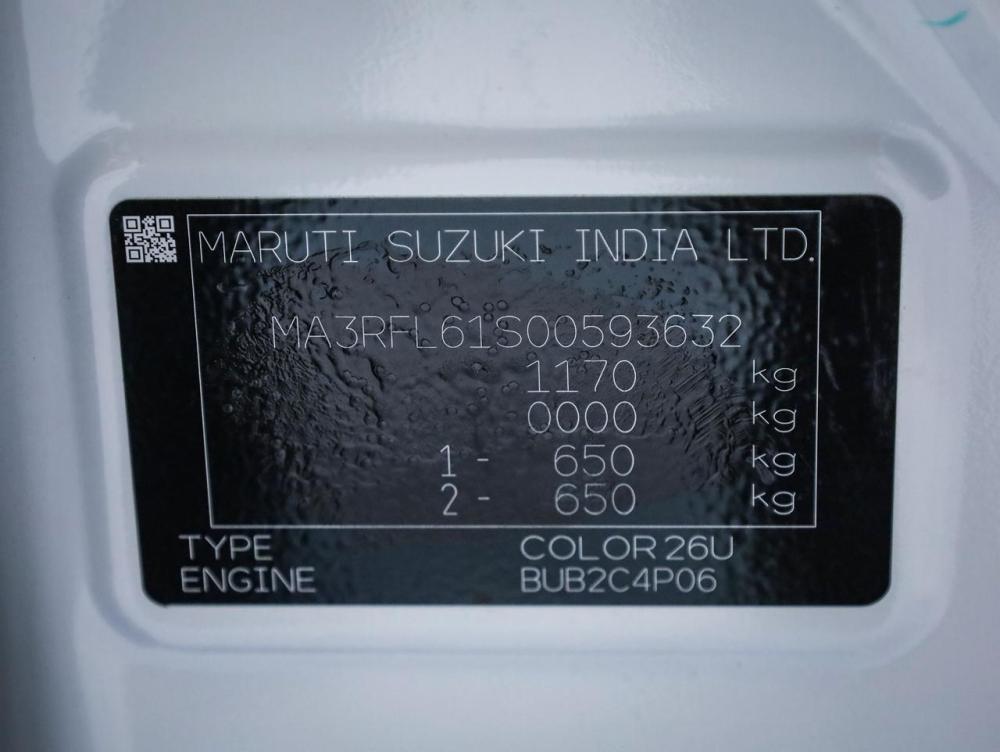 MARUTI SUZUKI INDIA LTD.
MA3RFL61S00593632
1170 kg
0000 kg
1 - 650 kg
2 - 650 kg
TYPE COLOR 26U
ENGINE BUB2C4P06